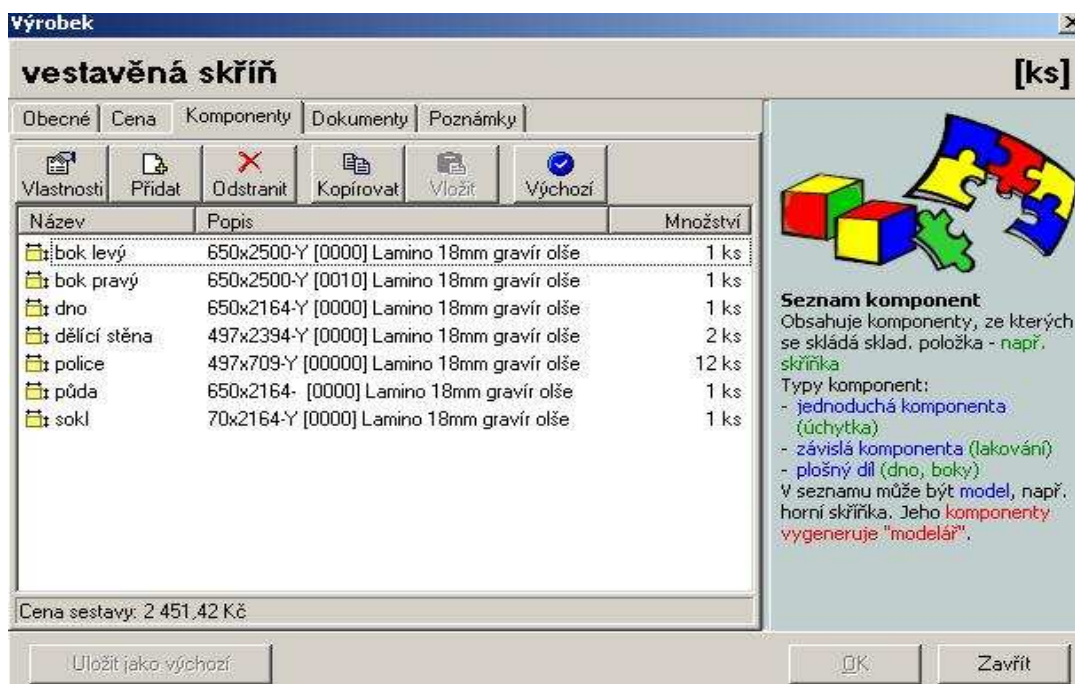 Výrobek
vestavěná skříň [ks]
Obecné Cena Komponenty Dokumenty Poznámky
Vlastnosti Přidat Odstranit Kopírovat Vložit Výchozí
Název Popis Množství
bok levý 650x2500-Y [0000] Lamino 18mm gravír olše 1 ks
bok pravý 650x2500-Y [0010] Lamino 18mm gravír olše 1 ks
dno 650x2164-Y [0000] Lamino 18mm gravír olše 1 ks
dělící stěna 497x2394-Y [0000] Lamino 18mm gravír olše 2 ks
police 497x709-Y [00000] Lamino 18mm gravír olše 12 ks
půda 650x2164- [0000] Lamino 18mm gravír olše 1 ks
sokl 70x2164-Y [0000] Lamino 18mm gravír olše 1 ks
Cena sestavy: 2 451,42 Kč
Seznam komponent
Obsahuje komponenty, ze kterých
se skládá sklad. položka - např.
skříňka
Typy komponent:
- jednoduchá komponenta
(úchytka)
- závislá komponenta (lakování)
- plošný díl (dno, boky)
V seznamu může být model, např.
horní skříňka. Jeho komponenty
vygeneruje "modelář".
Uložit jako výchozí OK Zavřít